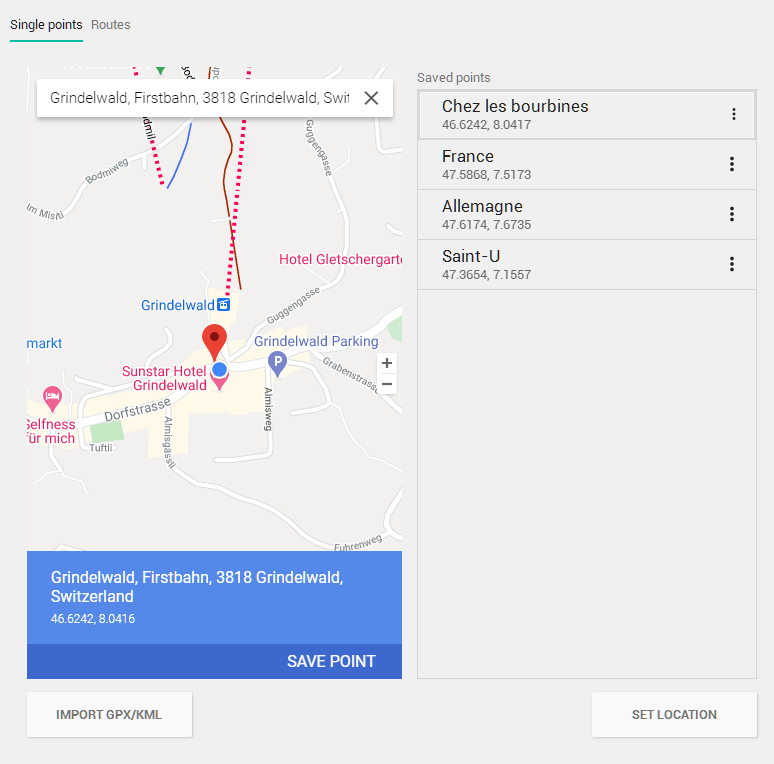 Single points
Routes
Grindelwald, Firstbahn, 3818 Grindelwald, Swit
Bodmiweg
Im Misti
Guggengasse
Hotel Gletschergarte
Grindelwald
Guggengasse
markt
Grindelwald Parking
P
Sunstar Hotel
Grindelwald
Grabenstrasse
Selfness
für mich
Dorfstrasse
Almisweg
Almisgässli
Tuftli
Fuhrenweg
+
−
Grindelwald, Firstbahn, 3818 Grindelwald,
Switzerland
46.6242, 8.0416
SAVE POINT
IMPORT GPX/KML
Saved points
Chez les bourbines
46.6242, 8.0417
France
47.5868, 7.5173
Allemagne
47.6174, 7.6735
Saint-U
47.3654, 7.1557
SET LOCATION